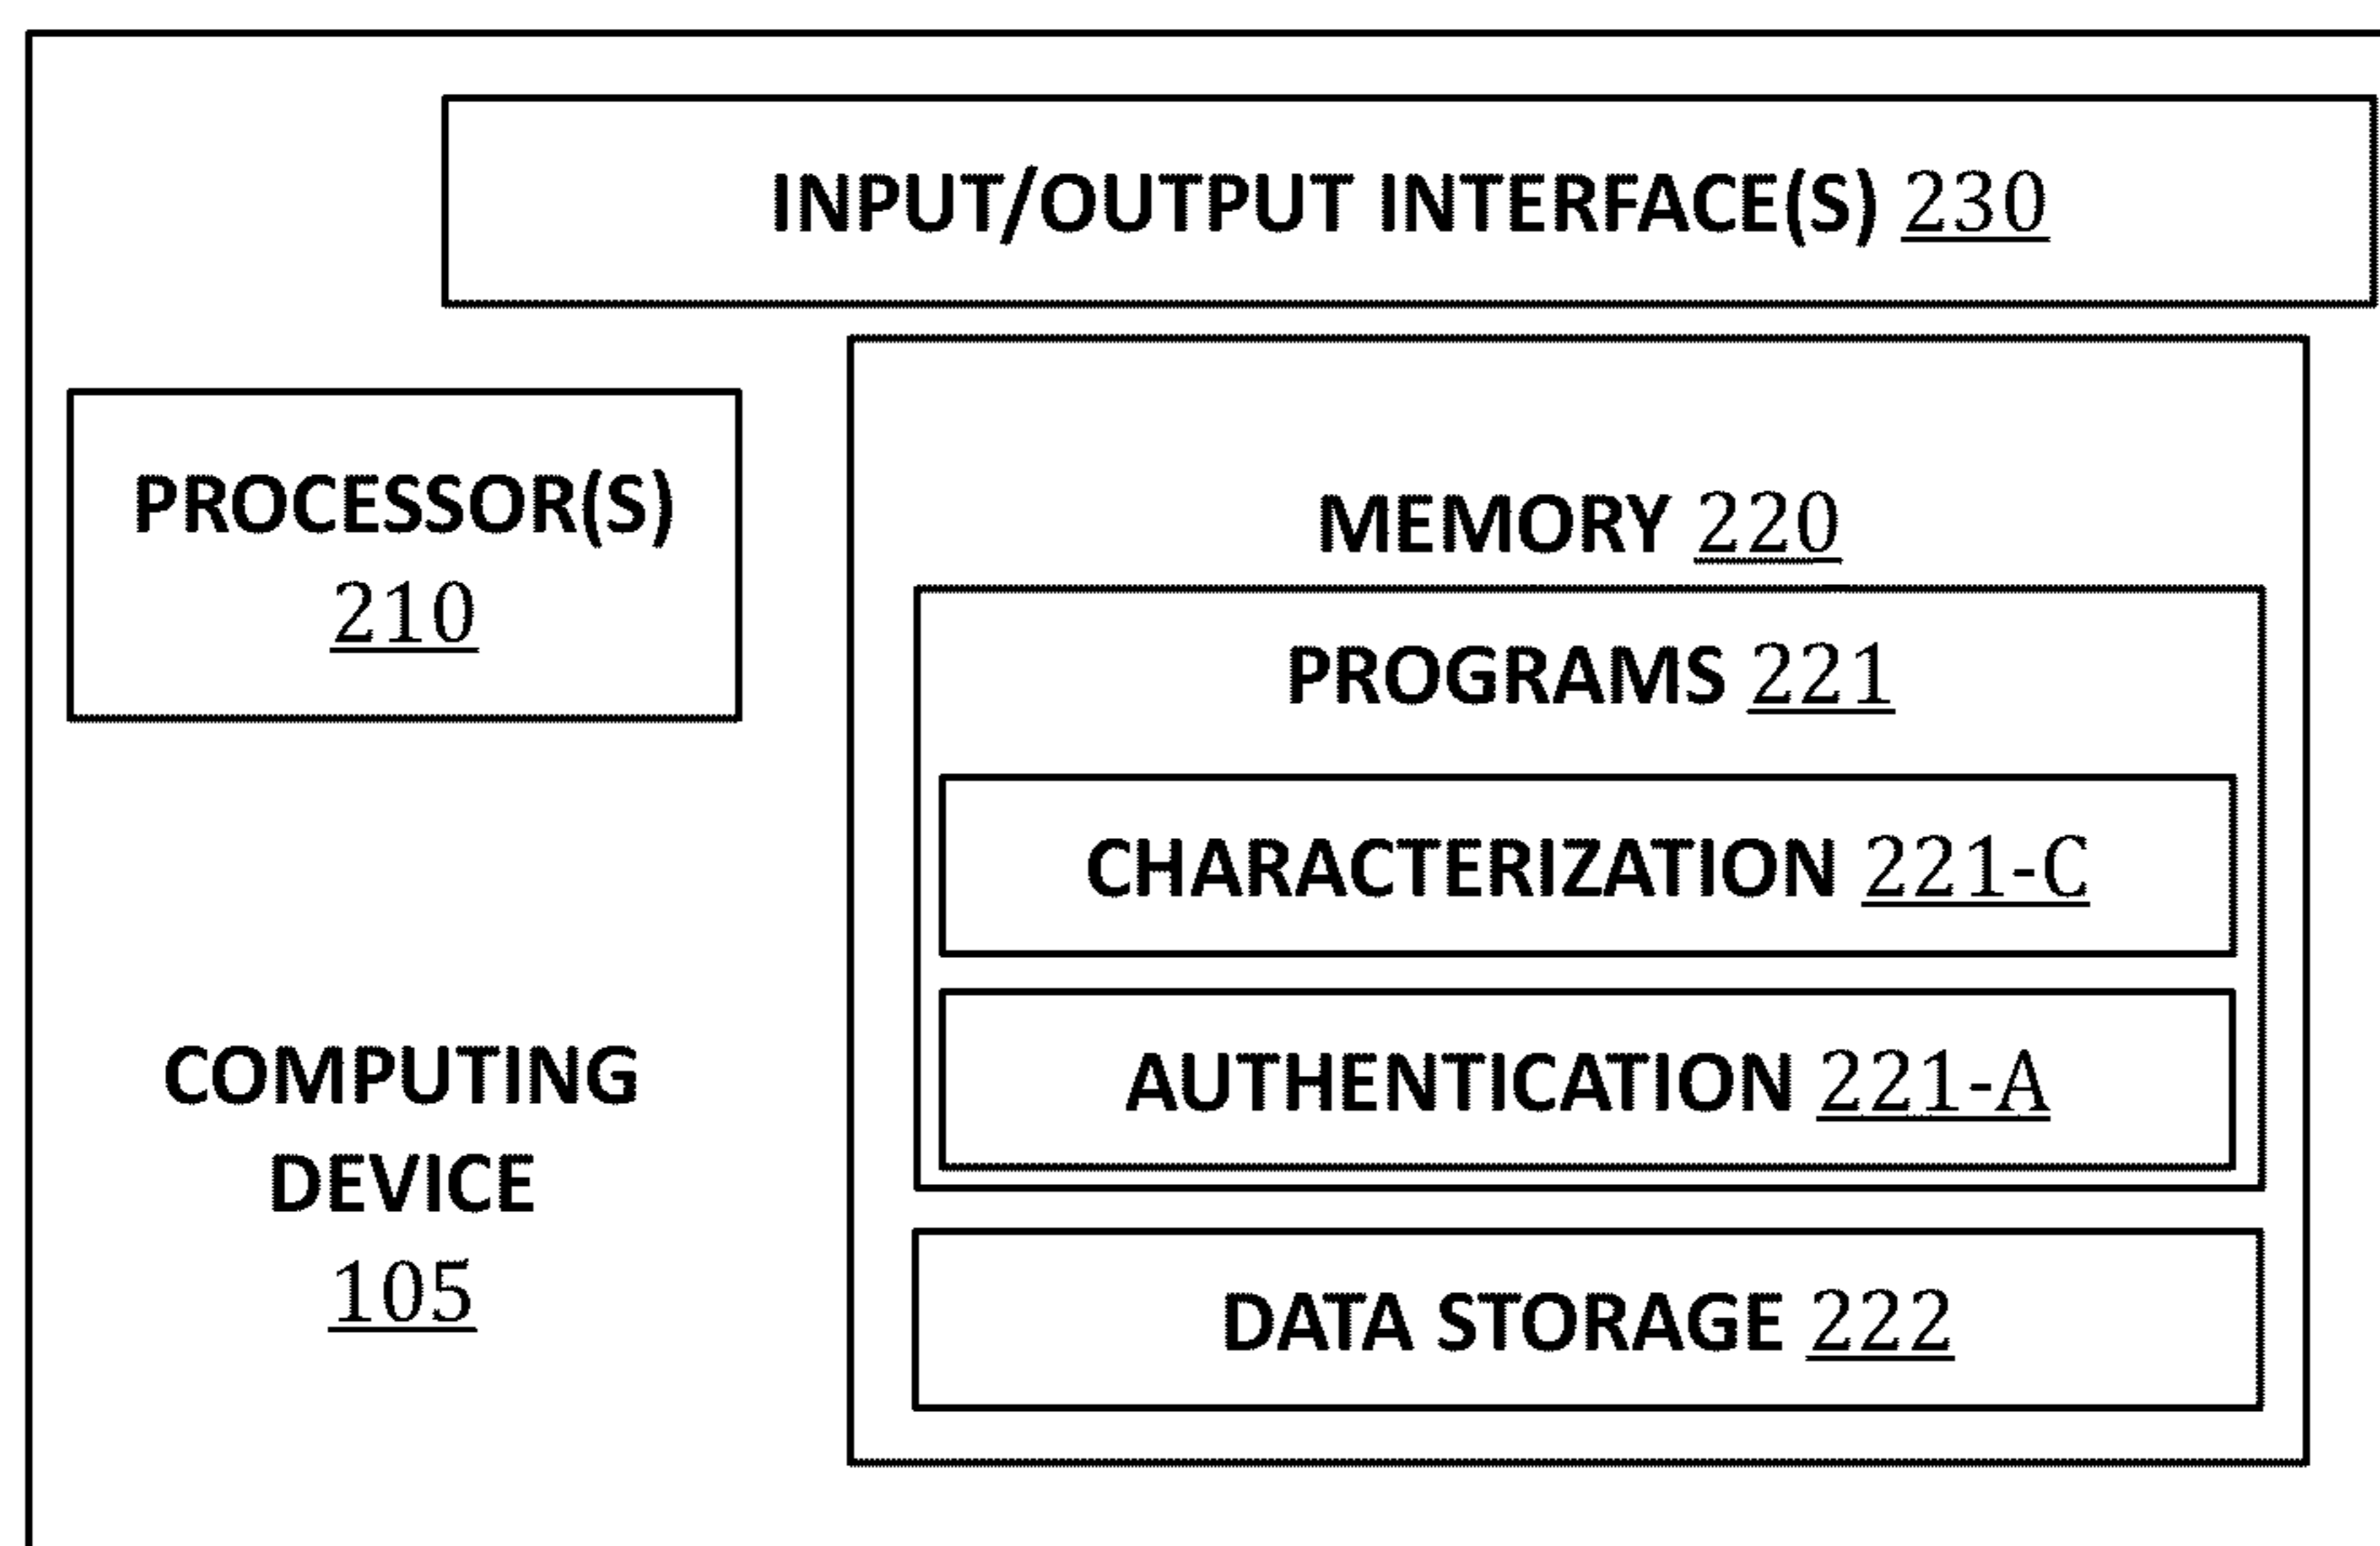 INPUT/OUTPUT INTERFACE(S) 230
PROCESSOR(S)
210
MEMORY 220
PROGRAMS 221
CHARACTERIZATION 221-C
AUTHENTICATION 221-A
COMPUTING
DEVICE
105
DATA STORAGE 222